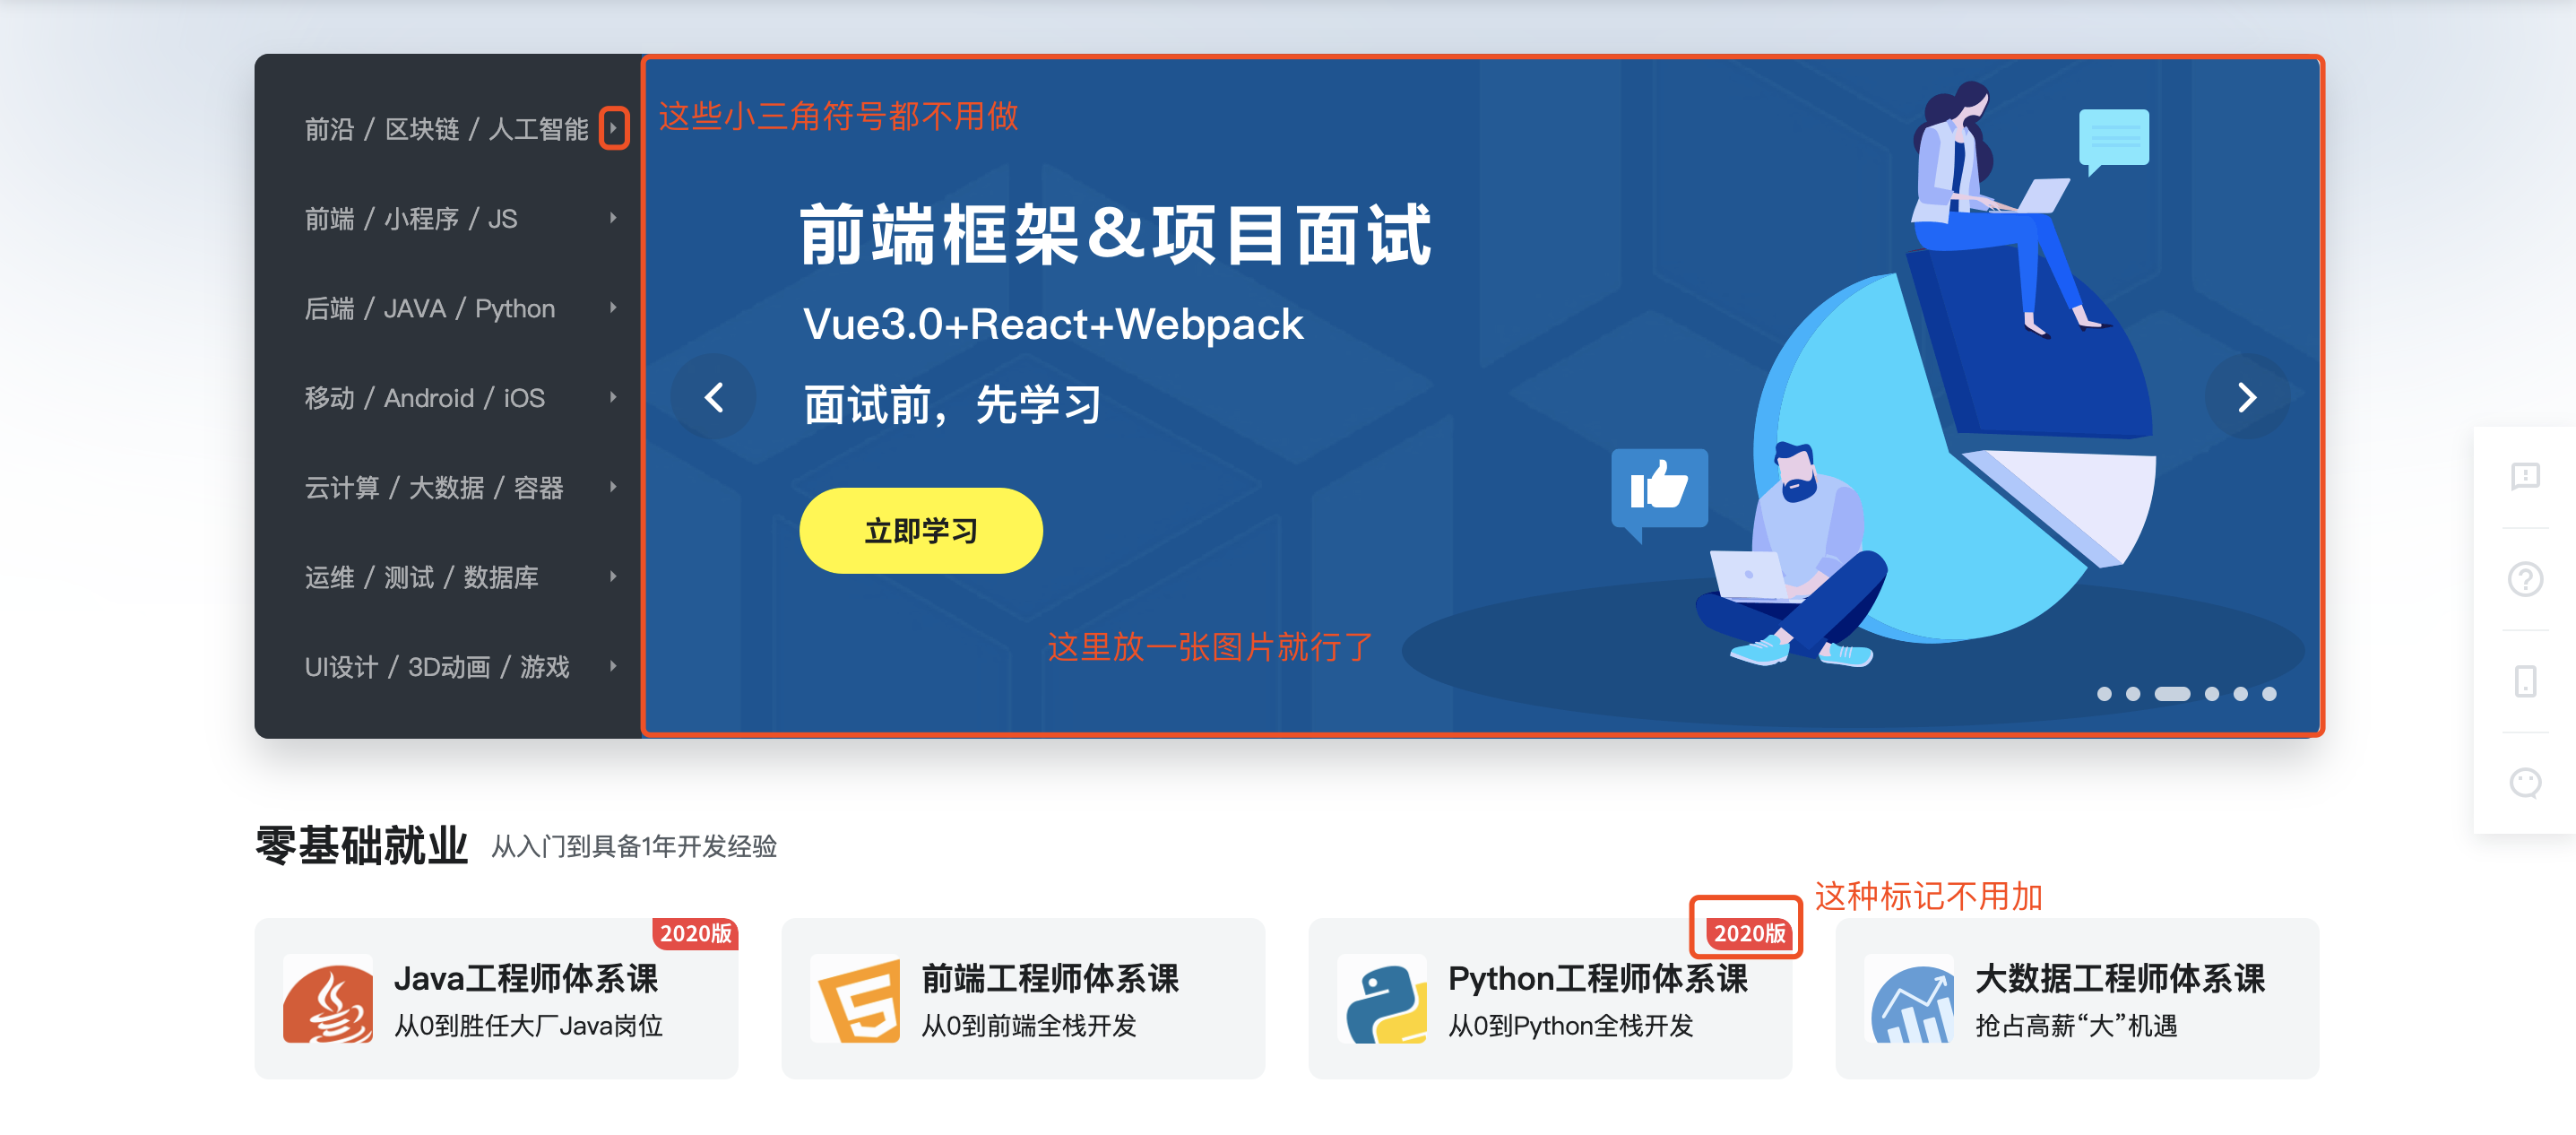 前沿 / 区块链 / 人工智能
前端 / 小程序 / JS
后端 / JAVA / Python
移动 / Android / iOS
云计算 / 大数据 / 容器
运维 / 测试 / 数据库
UI设计 / 3D动画 / 游戏
这些小三角符号都不用做
前端框架&项目面试
Vue3.0+React+Webpack
面试前，先学习
立即学习
这里放一张图片就行了
零基础就业 从入门到具备1年开发经验
这种标记不用加
2020版
Java工程师体系课
从0到胜任大厂Java岗位
前端工程师体系课
从0到前端全栈开发
2020版
Python工程师体系课
从0到Python全栈开发
大数据工程师体系课
抢占高薪“大”机遇